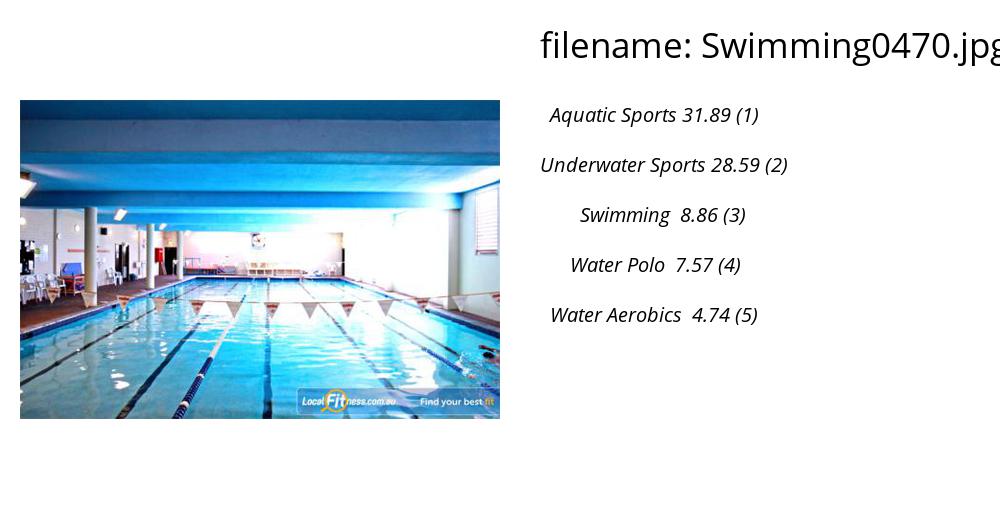 filename: Swimming0470.jpg
Aquatic Sports 31.89 (1)
Underwater Sports 28.59 (2)
Swimming 8.86 (3)
Water Polo 7.57 (4)
Water Aerobics 4.74 (5)
LocalFitness.com.au Find your best fit